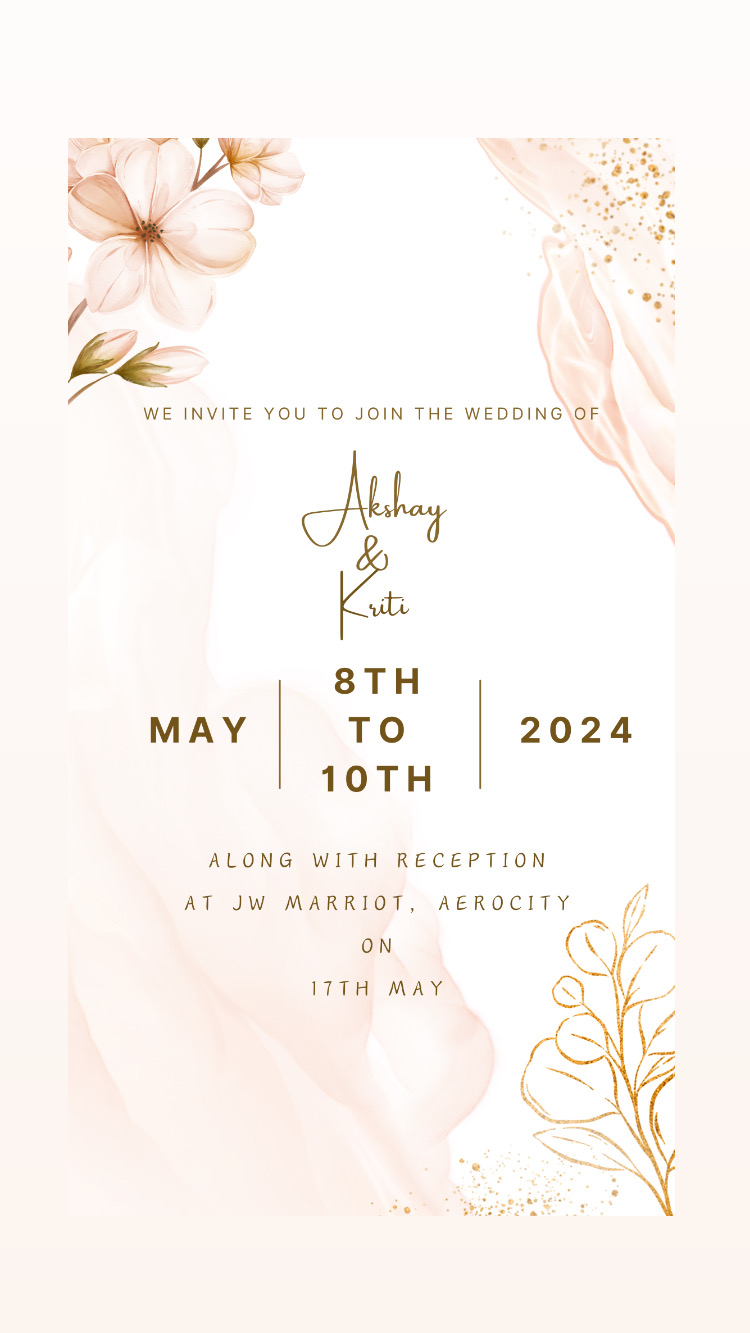 WE INVITE YOU TO JOIN THE WEDDING OF
Akshay
&
Kriti
MAY
8TH
TO
10TH
2024
ALONG WITH RECEPTION
AT JW MARRIOT, AEROCITY
ON
17TH MAY